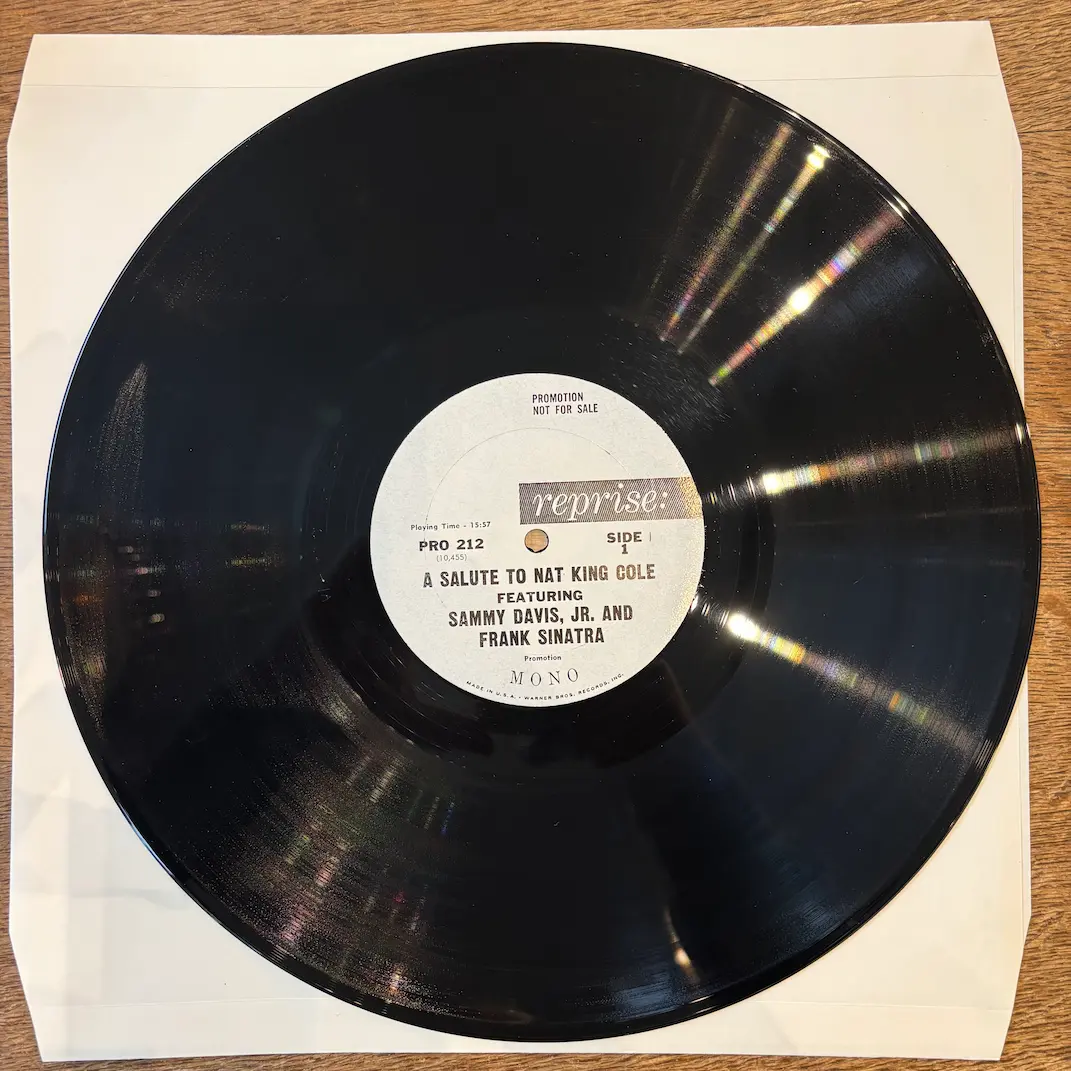 PROMOTION
NOT FOR SALE
reprise:
Playing Time - 15:57
PRO 212
(10,455)
SIDE
1
A SALUTE TO NAT KING COLE
FEATURING
SAMMY DAVIS, JR. AND
FRANK SINATRA
Promotion
MONO
MADE IN U.S.A. • WARNER BROS. RECORDS, INC.